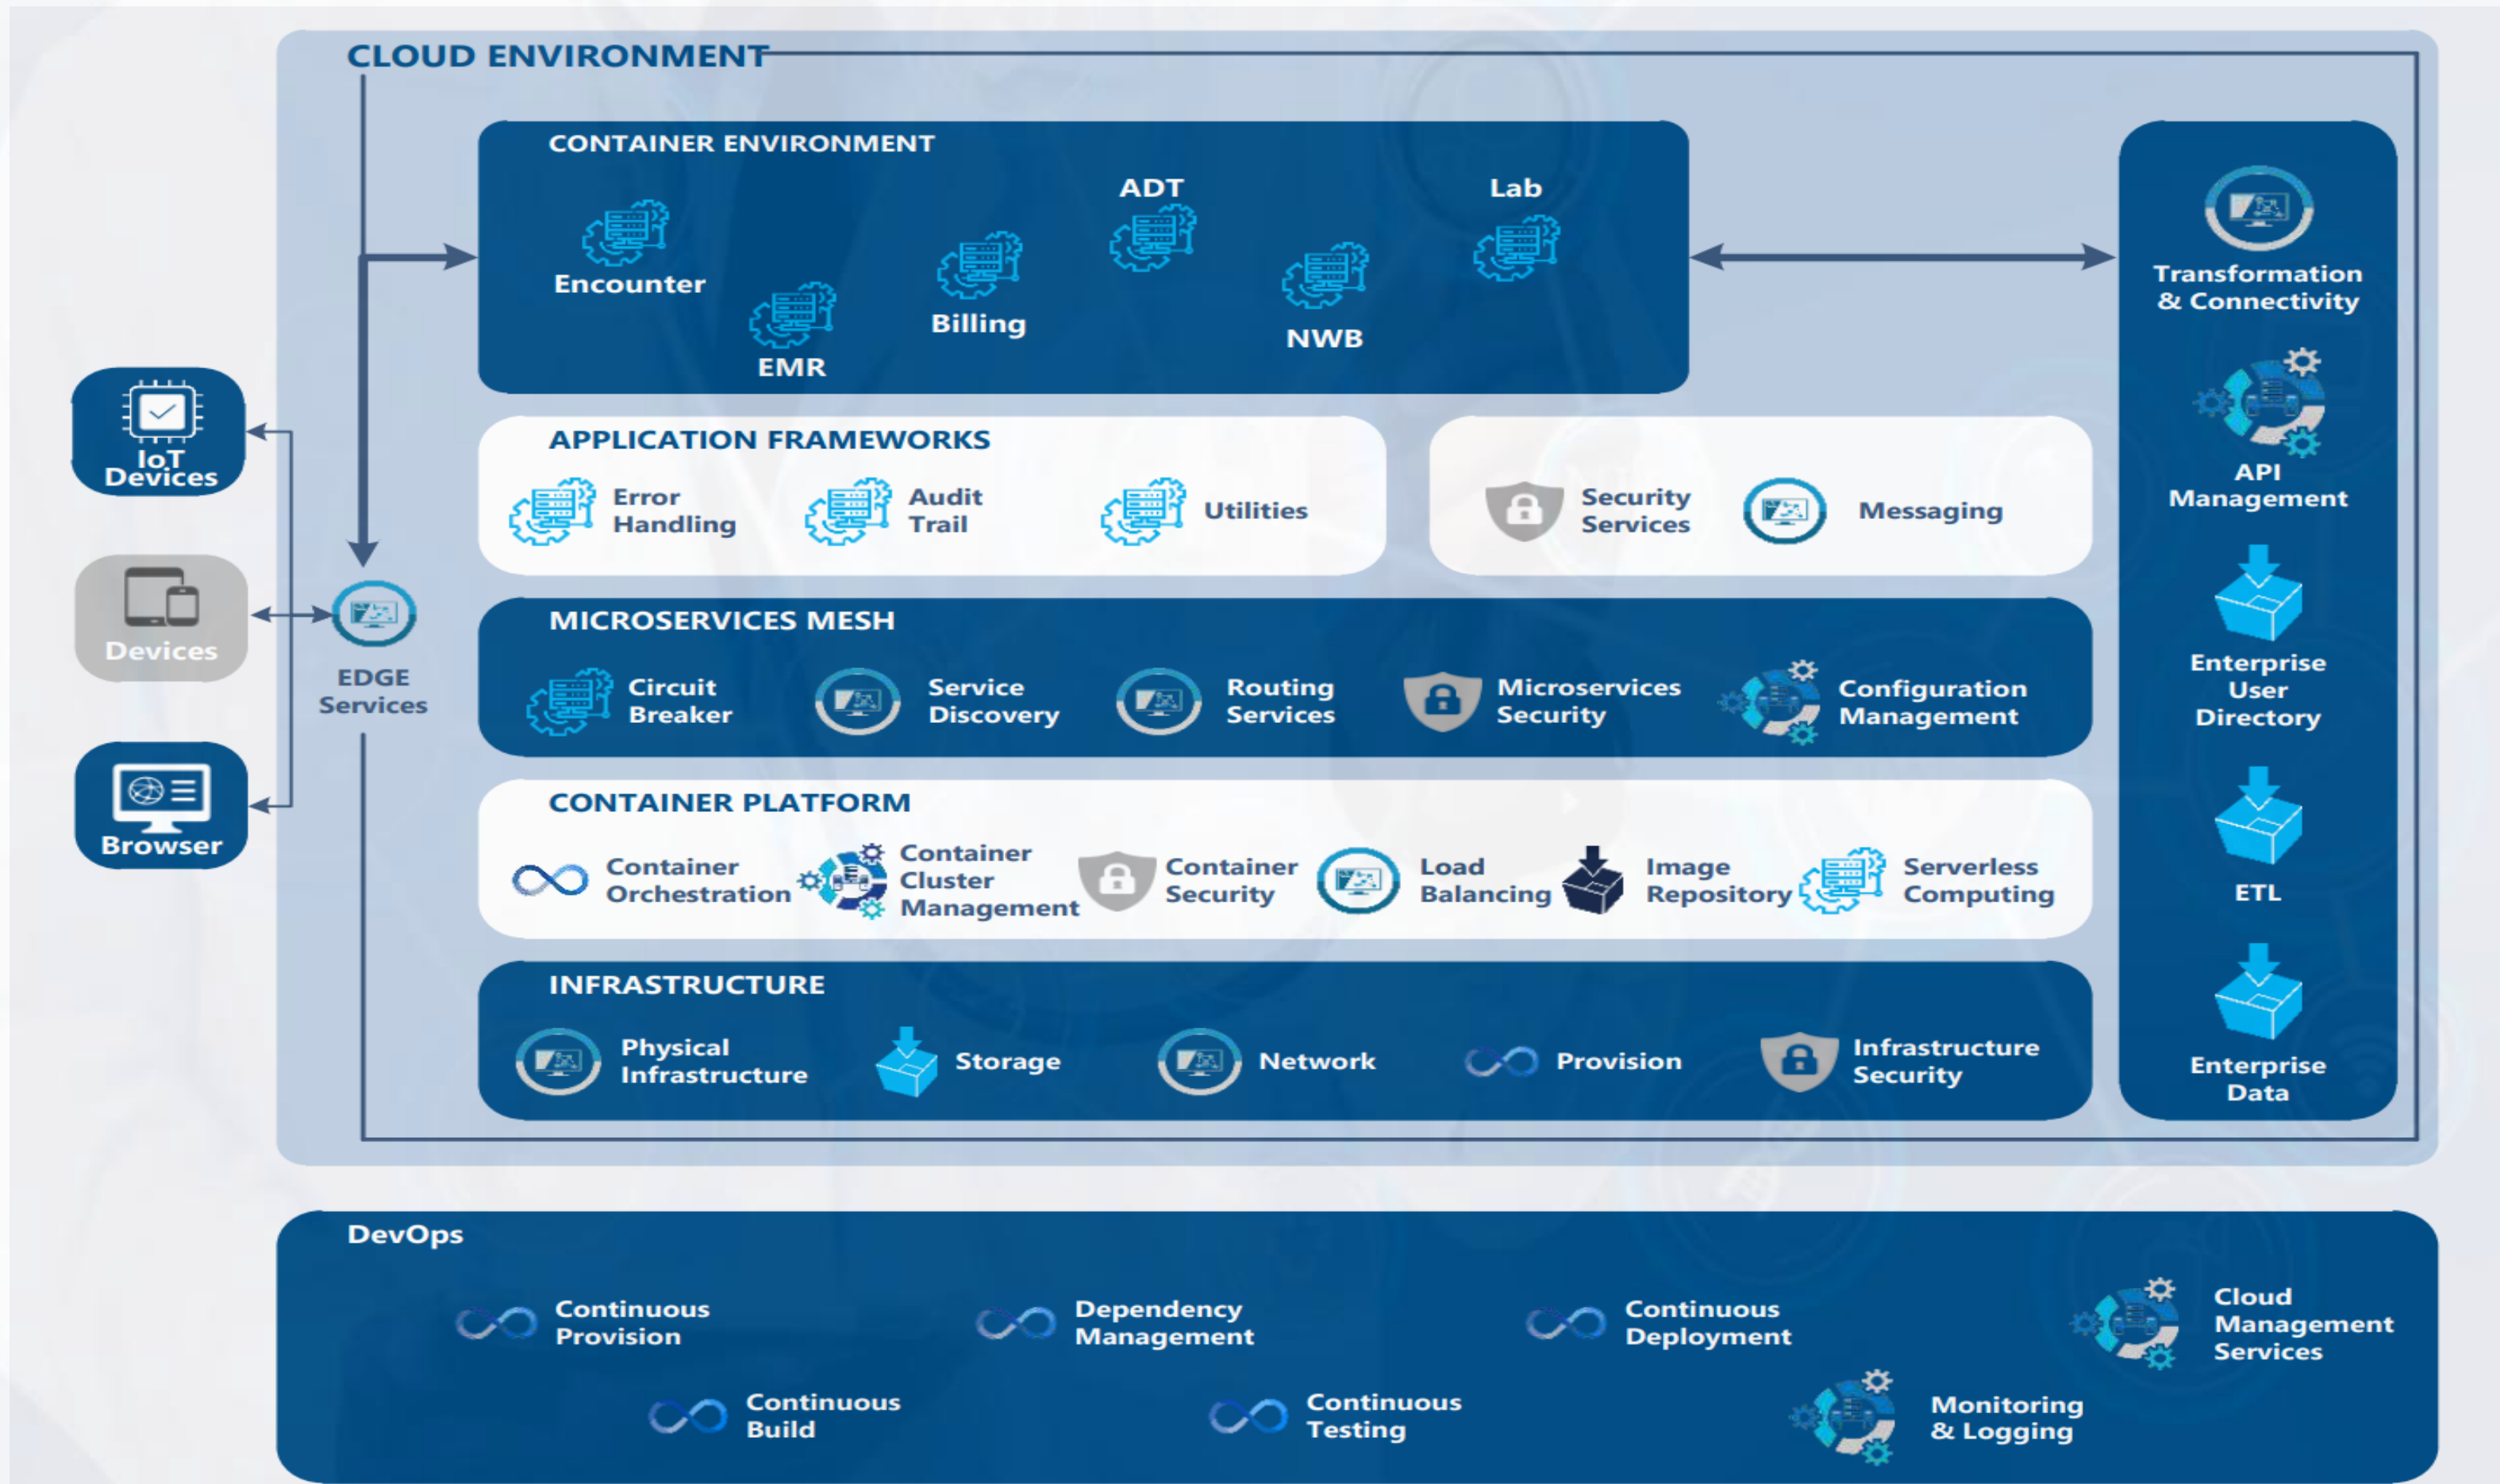 CLOUD ENVIRONMENT
CONTAINER ENVIRONMENT
Encounter
EMR
Billing
ADT
NWB
Lab
APPLICATION FRAMEWORKS
Error
Handling
Audit
Trail
Utilities
Security
Services
Messaging
MICROSERVICES MESH
Circuit
Breaker
Service
Discovery
Routing
Services
Microservices
Security
Configuration
Management
CONTAINER PLATFORM
Container
Orchestration
Container
Cluster
Management
Container
Security
Load
Balancing
Image
Repository
Serverless
Computing
INFRASTRUCTURE
Physical
Infrastructure
Storage
Network
Provision
Infrastructure
Security
Transformation
& Connectivity
API
Management
Enterprise
User
Directory
ETL
Enterprise
Data
IoT
Devices
Devices
Browser
EDGE
Services
DevOps
Continuous
Provision
Dependency
Management
Continuous
Deployment
Cloud
Management
Services
Continuous
Build
Continuous
Testing
Monitoring
& Logging